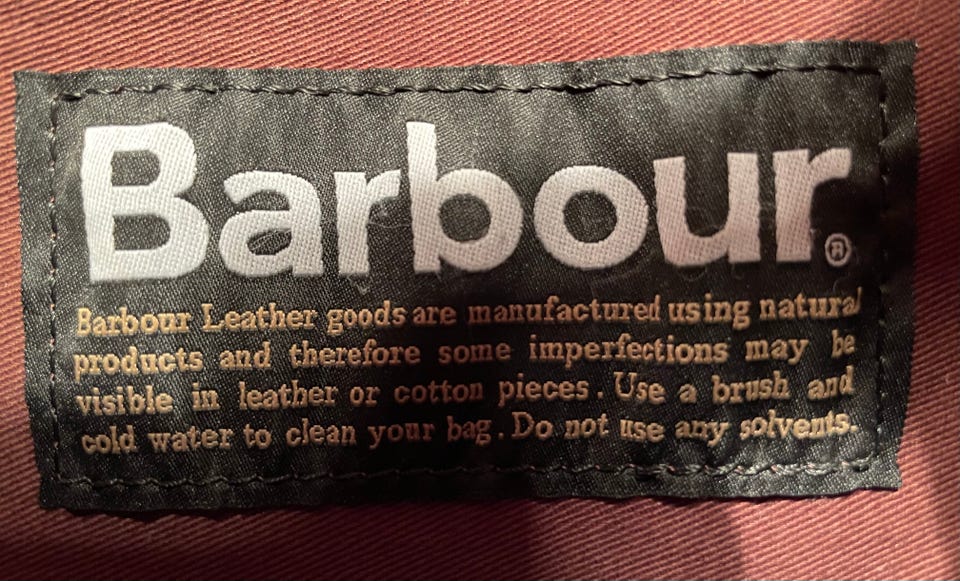 Barbour®
Barbour Leather goods are manufactured using natural
products and therefore some imperfections may be
visible in leather or cotton pieces. Use a brush and
cold water to clean your bag. Do not use any solvents.